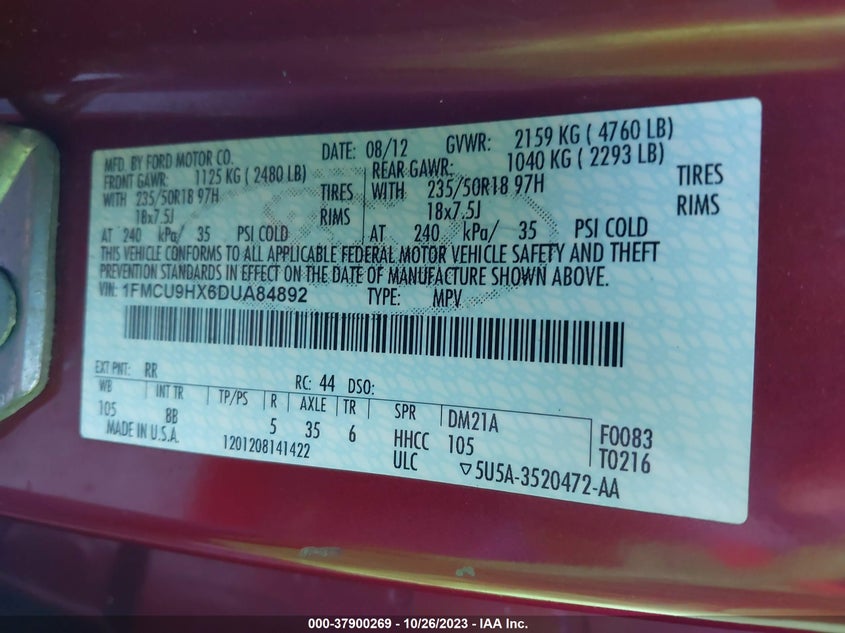 MFD. BY FORD MOTOR CO. DATE: 08/12 GVWR: 2159 KG ( 4760 LB)
FRONT GAWR: 1125 KG ( 2480 LB) REAR GAWR: 1040 KG ( 2293 LB)
WITH 235/50R18 97H TIRES WITH 235/50R18 97H TIRES
18x7.5J RIMS 18x7.5J RIMS
AT 240 kPa/ 35 PSI COLD AT 240 kPa/ 35 PSI COLD
THIS VEHICLE CONFORMS TO ALL APPLICABLE FEDERAL MOTOR VEHICLE SAFETY AND THEFT
PREVENTION STANDARDS IN EFFECT ON THE DATE OF MANUFACTURE SHOWN ABOVE.
VIN: 1FMCU9HX6DUA84892 TYPE: MPV
EXT PNT: RR RC: 44 DSO:
WB INT TR TP/PS R AXLE TR SPR DM21A F0083
105 8B 5 35 6 HHCC 105 T0216
MADE IN U.S.A. 1201208141422 ULC ▽5U5A-3520472-AA
000-37900269 - 10/26/2023 - IAA Inc.